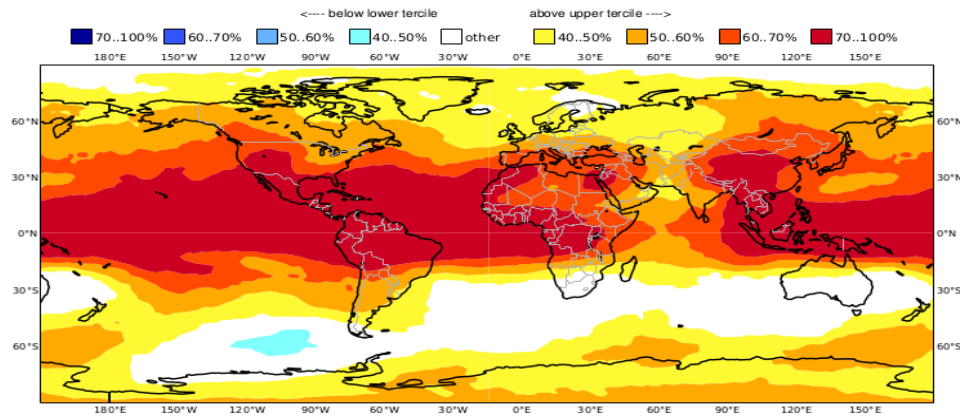 <---- below lower tercile above upper tercile ---->
70..100% 60..70% 50..60% 40..50% other 40..50% 50..60% 60..70% 70..100%
180°E 150°W 120°W 90°W 60°W 30°W 0°E 30°E 60°E 90°E 120°E 150°E
60°N 60°N
30°N 30°N
0°N 0°N
30°S 30°S
60°S 60°S
180°E 150°W 120°W 90°W 60°W 30°W 0°E 30°E 60°E 90°E 120°E 150°E